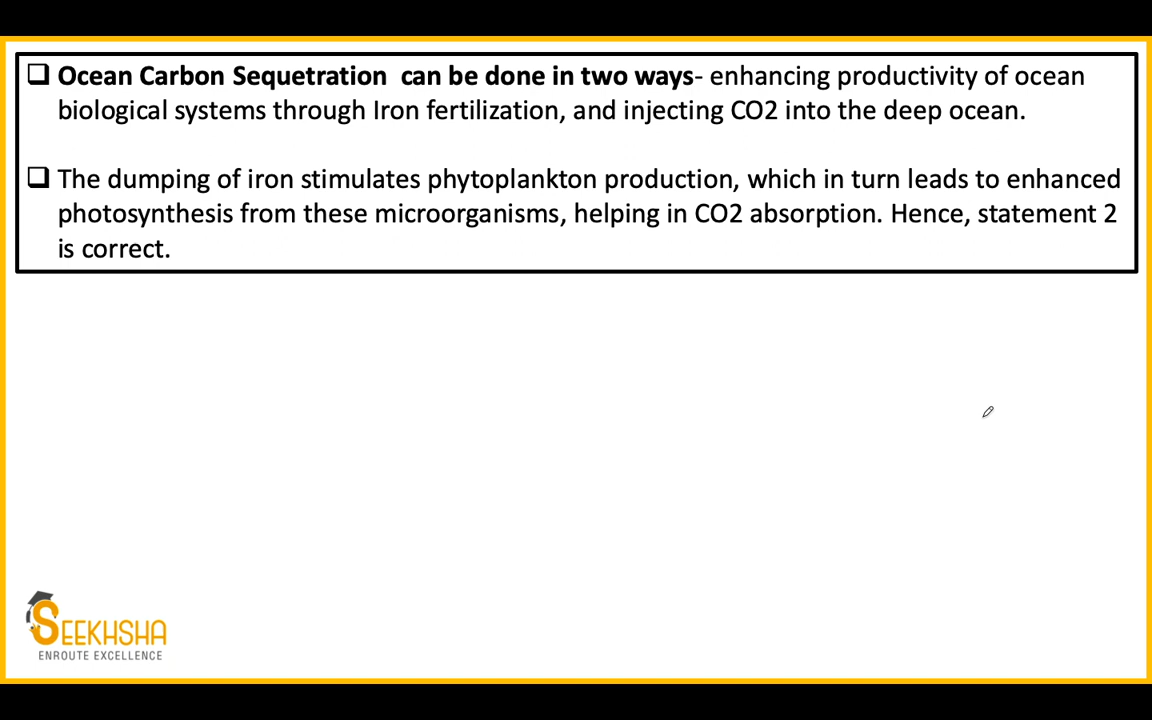 ❑ Ocean Carbon Sequetration can be done in two ways- enhancing productivity of ocean
biological systems through Iron fertilization, and injecting CO2 into the deep ocean.
❑ The dumping of iron stimulates phytoplankton production, which in turn leads to enhanced
photosynthesis from these microorganisms, helping in CO2 absorption. Hence, statement 2
is correct.
SEEKHSHA
ENROUTE EXCELLENCE